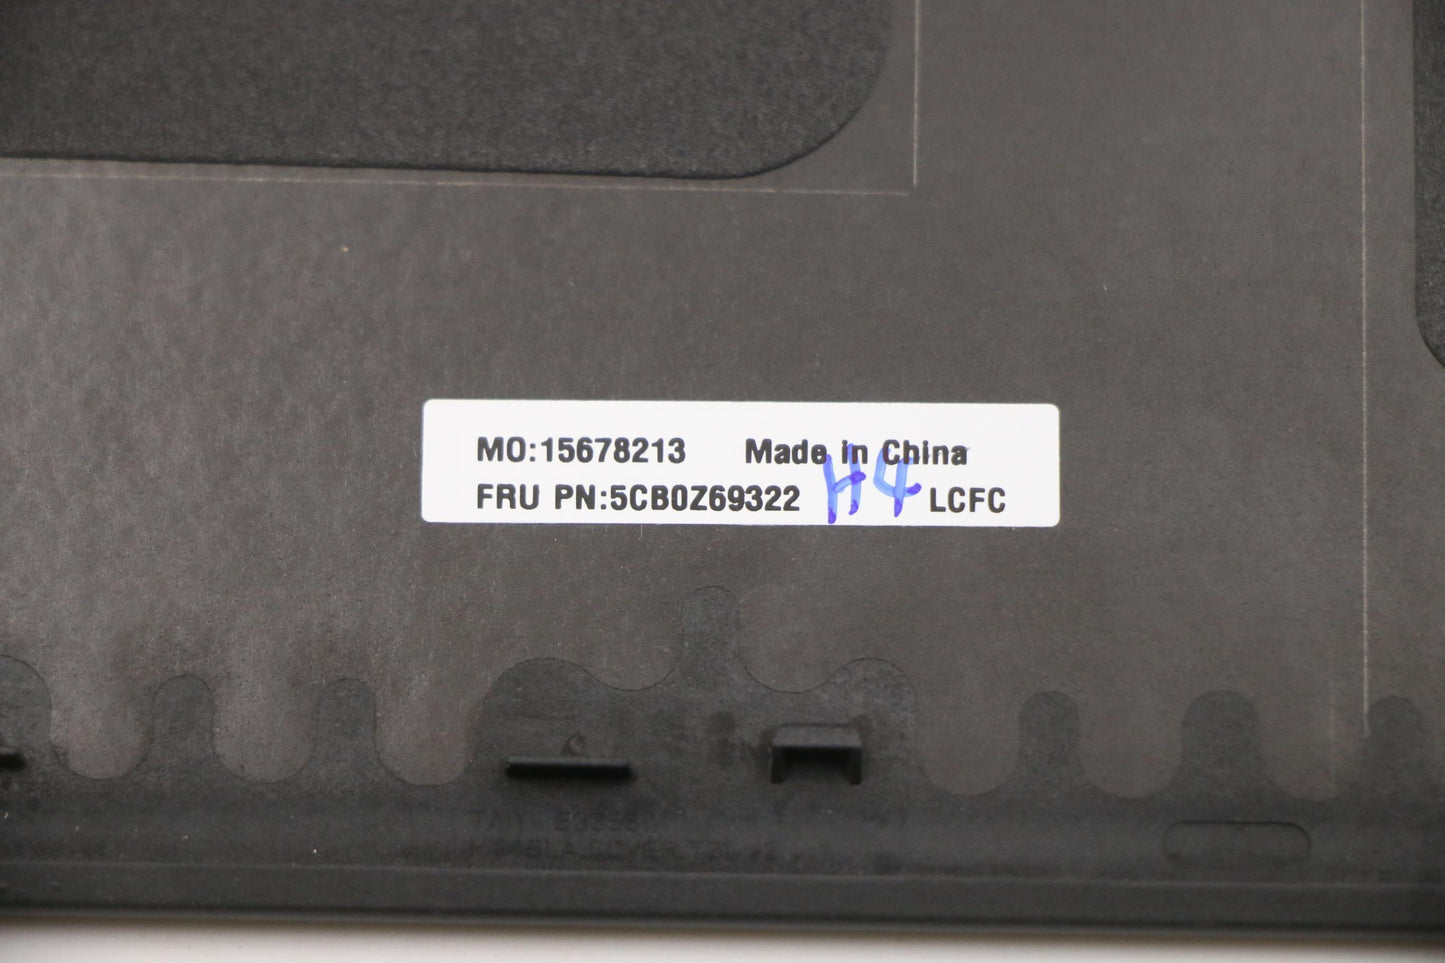 MO:15678213 Made in China
FRU PN:5CB0Z69322 H4 LCFC